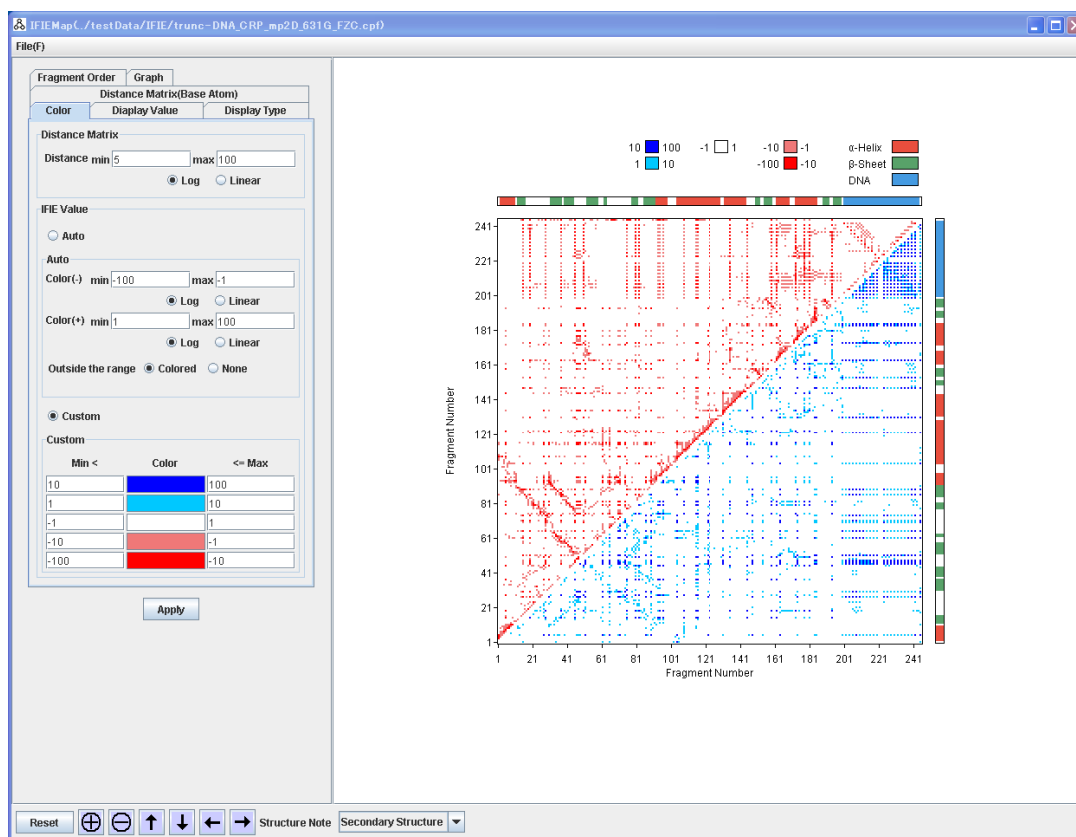 IFIEMap(../testData/IFIE/trunc-DNA_CRP_mp2D_631G_FZC.cpf)
File(F)
Fragment Order Graph
Distance Matrix(Base Atom)
Color Diaplay Value Display Type
Distance Matrix
Distance min 5 max 100
Log Linear
IFIE Value
Auto
Auto
Color(-) min -100 max -1
Log Linear
Color(+) min 1 max 100
Log Linear
Outside the range Colored None
Custom
Custom
Min < Color <= Max
10 100
1 10
-1 1
-10 -1
-100 -10
Apply
10 100 -1 1 -10 -1 α-Helix
1 10 -100 -10 β-Sheet
DNA
241
221
201
181
161
141
121
101
81
61
41
21
1
Fragment Number
1 21 41 61 81 101 121 141 161 181 201 221 241
Fragment Number
Reset Structure Note Secondary Structure